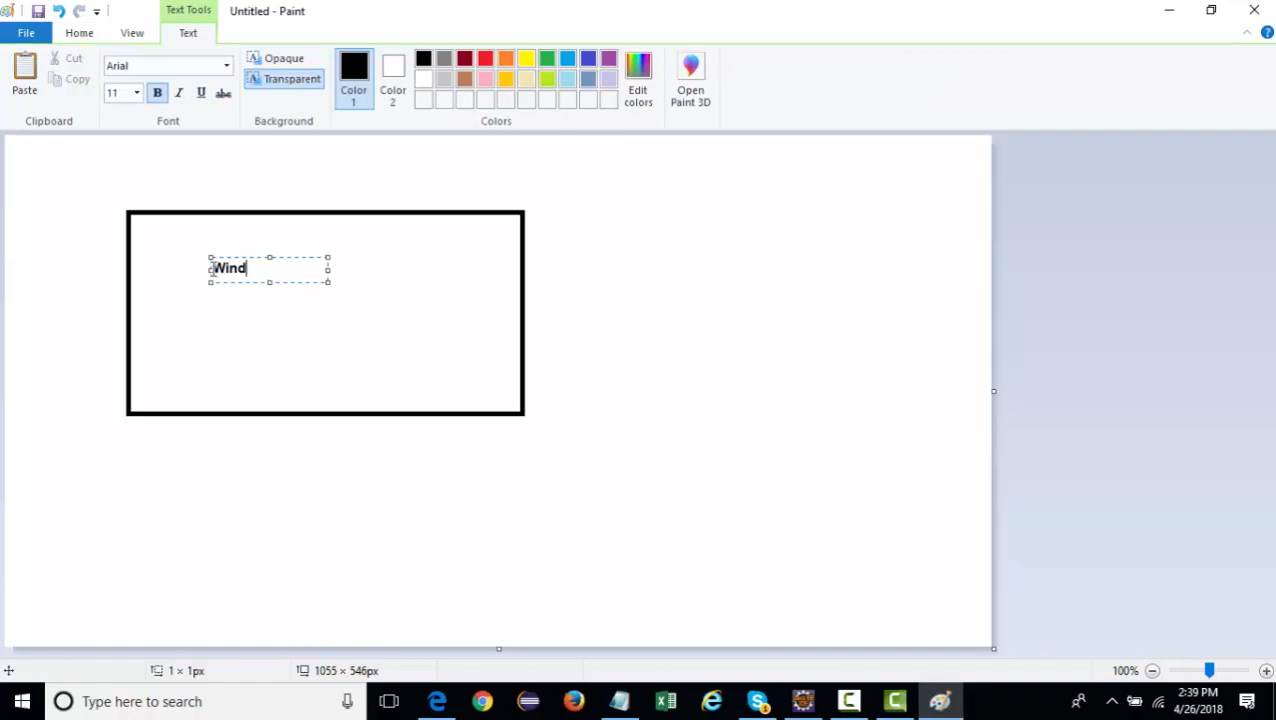 Text Tools
Untitled - Paint
File
Home
View
Text
Paste
Cut
Copy
Clipboard
Arial
11
B
I
U
abc
Font
A Opaque
A Transparent
Background
Color 1
Color 2
Edit colors
Colors
Open Paint 3D
Wind
1 × 1px
1055 × 546px
100%
Type here to search
2:39 PM
4/26/2018